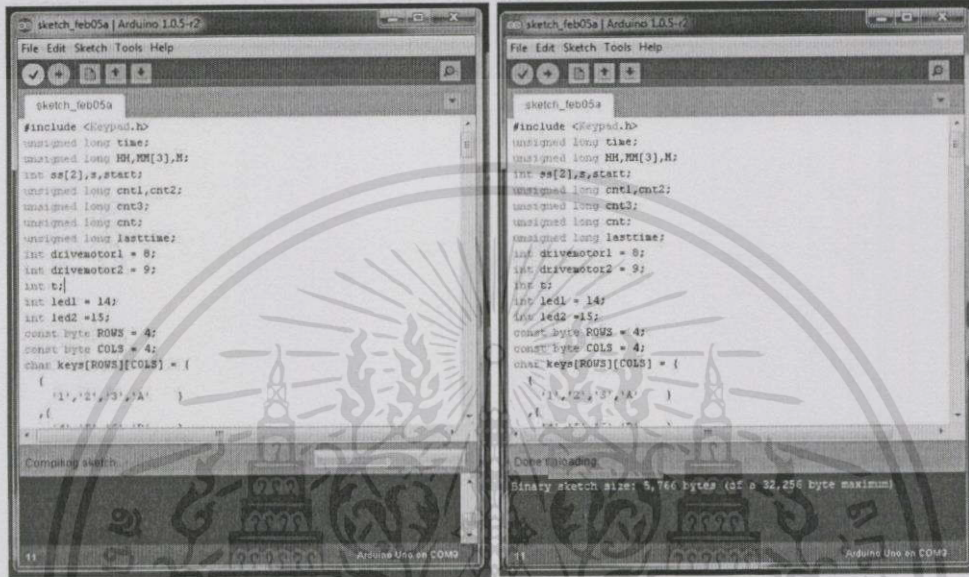 sketch_feb05a | Arduino 1.0.5-r2
File Edit Sketch Tools Help
sketch_feb05a
#include <Keypad.h>
unsigned long time;
unsigned long HH,MM[3],M;
int ss[2],s,start;
unsigned long cnt1,cnt2;
unsigned long cnt3;
unsigned long cnt;
unsigned long lasttime;
int drivemotor1 = 8;
int drivemotor2 = 9;
int t;
int led1 = 14;
int led2 =15;
const byte ROWS = 4;
const byte COLS = 4;
char keys[ROWS][COLS] = {
{
'1','2','3','A' }
,{
Compiling sketch
11
Arduino Uno on COM9
sketch_feb05a | Arduino 1.0.5-r2
File Edit Sketch Tools Help
sketch_feb05a
#include <Keypad.h>
unsigned long time;
unsigned long HH,MM[3],M;
int ss[2],s,start;
unsigned long cnt1,cnt2;
unsigned long cnt3;
unsigned long cnt;
unsigned long lasttime;
int drivemotor1 = 8;
int drivemotor2 = 9;
int t;
int led1 = 14;
int led2 =15;
const byte ROWS = 4;
const byte COLS = 4;
char keys[ROWS][COLS] = {
{
'1','2','3','A' }
,{
Done uploading.
Binary sketch size: 5,766 bytes (of a 32,256 byte maximum)
11
Arduino Uno on COM9